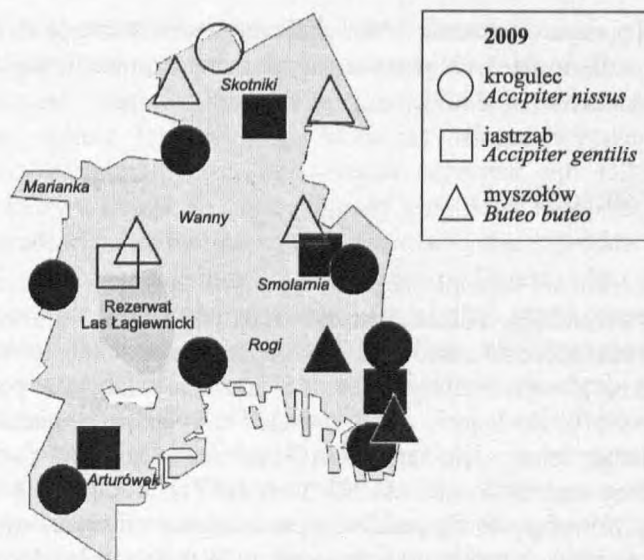 2009
krogulec
Accipiter nissus
jastrząb
Accipiter gentilis
myszołów
Buteo buteo
Skotniki
Marianka
Wanny
Smolarnia
Rezerwat
Las Łagiewnicki
Rogi
Arturówek